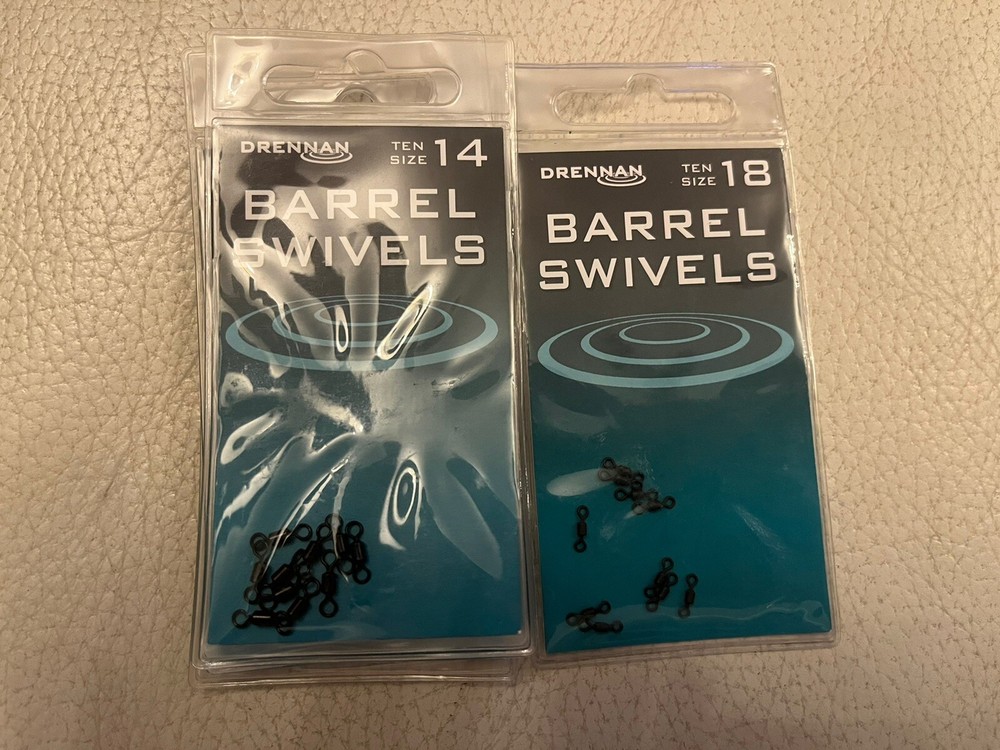 DRENNAN
TEN
SIZE 14
BARREL
SWIVELS
DRENNAN
TEN
SIZE 18
BARREL
SWIVELS